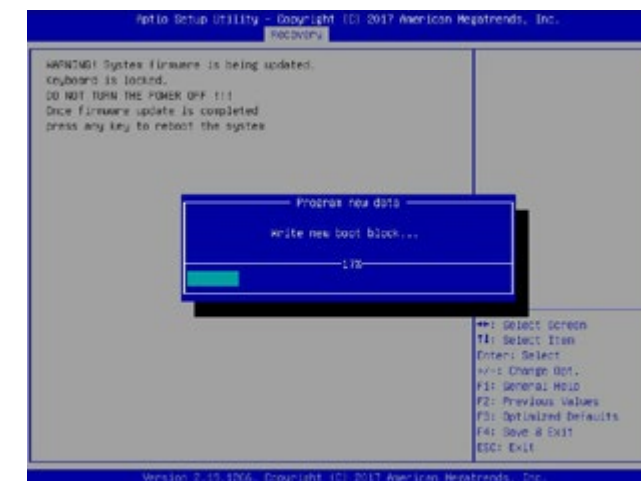 Aptio Setup Utility - Copyright (C) 2017 American Megatrends, Inc.
Recovery
WARNING! System firmware is being updated.
Keyboard is locked.
DO NOT TURN THE POWER OFF !!!
Once firmware update is completed
press any key to reboot the system
Program new data
Write new boot block...
17%
↔: Select Screen
↑↓: Select Item
Enter: Select
+/-: Change Opt.
F1: General Help
F2: Previous Values
F3: Optimized Defaults
F4: Save & Exit
ESC: Exit
Version 2.19.1266. Copyright (C) 2017 American Megatrends, Inc.